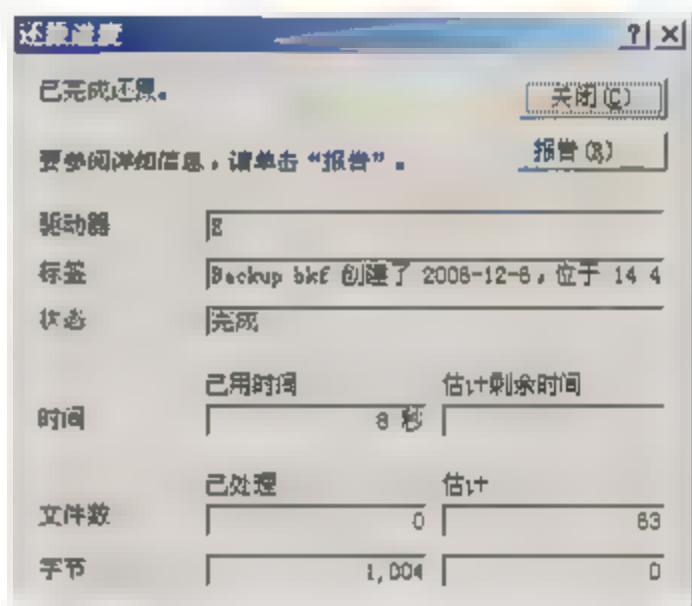 还原进度
已完成还原。
关闭(C)
要参阅详细信息，请单击“报告”。
报告(R)
驱动器
标签 Backup bkf 创建了 2006-12-6，位于 14 4
状态 完成
已用时间 估计剩余时间
时间 8 秒
已处理 估计
文件数 0 63
字节 1,004 0